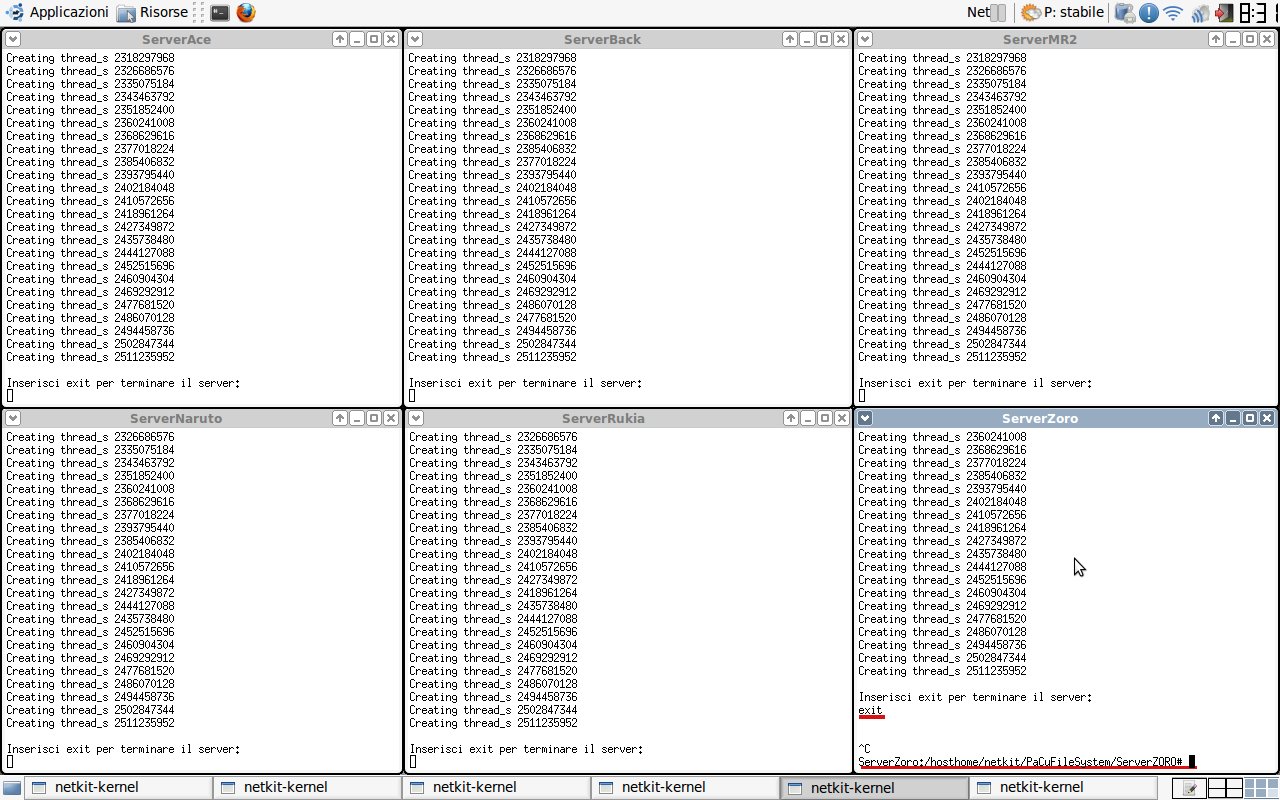 Applicazioni Risorse
Net P: stabile
ServerAce
Creating thread_s 2318297968
Creating thread_s 2326686576
Creating thread_s 2335075184
Creating thread_s 2343463792
Creating thread_s 2351852400
Creating thread_s 2360241008
Creating thread_s 2368629616
Creating thread_s 2377018224
Creating thread_s 2385406832
Creating thread_s 2393795440
Creating thread_s 2402184048
Creating thread_s 2410572656
Creating thread_s 2418961264
Creating thread_s 2427349872
Creating thread_s 2435738480
Creating thread_s 2444127088
Creating thread_s 2452515696
Creating thread_s 2460904304
Creating thread_s 2469292912
Creating thread_s 2477681520
Creating thread_s 2486070128
Creating thread_s 2494458736
Creating thread_s 2502847344
Creating thread_s 2511235952
Inserisci exit per terminare il server:
ServerBack
Creating thread_s 2318297968
Creating thread_s 2326686576
Creating thread_s 2335075184
Creating thread_s 2343463792
Creating thread_s 2351852400
Creating thread_s 2360241008
Creating thread_s 2368629616
Creating thread_s 2385406832
Creating thread_s 2377018224
Creating thread_s 2393795440
Creating thread_s 2402184048
Creating thread_s 2410572656
Creating thread_s 2418961264
Creating thread_s 2427349872
Creating thread_s 2435738480
Creating thread_s 2444127088
Creating thread_s 2452515696
Creating thread_s 2460904304
Creating thread_s 2469292912
Creating thread_s 2486070128
Creating thread_s 2477681520
Creating thread_s 2494458736
Creating thread_s 2502847344
Creating thread_s 2511235952
Inserisci exit per terminare il server:
ServerMR2
Creating thread_s 2318297968
Creating thread_s 2326686576
Creating thread_s 2335075184
Creating thread_s 2343463792
Creating thread_s 2351852400
Creating thread_s 2360241008
Creating thread_s 2368629616
Creating thread_s 2377018224
Creating thread_s 2385406832
Creating thread_s 2393795440
Creating thread_s 2410572656
Creating thread_s 2402184048
Creating thread_s 2418961264
Creating thread_s 2427349872
Creating thread_s 2435738480
Creating thread_s 2452515696
Creating thread_s 2444127088
Creating thread_s 2460904304
Creating thread_s 2469292912
Creating thread_s 2477681520
Creating thread_s 2486070128
Creating thread_s 2494458736
Creating thread_s 2502847344
Creating thread_s 2511235952
Inserisci exit per terminare il server:
ServerNaruto
Creating thread_s 2326686576
Creating thread_s 2335075184
Creating thread_s 2343463792
Creating thread_s 2351852400
Creating thread_s 2360241008
Creating thread_s 2368629616
Creating thread_s 2377018224
Creating thread_s 2393795440
Creating thread_s 2385406832
Creating thread_s 2402184048
Creating thread_s 2410572656
Creating thread_s 2418961264
Creating thread_s 2427349872
Creating thread_s 2444127088
Creating thread_s 2435738480
Creating thread_s 2452515696
Creating thread_s 2460904304
Creating thread_s 2469292912
Creating thread_s 2477681520
Creating thread_s 2486070128
Creating thread_s 2494458736
Creating thread_s 2502847344
Creating thread_s 2511235952
Inserisci exit per terminare il server:
ServerRukia
Creating thread_s 2326686576
Creating thread_s 2335075184
Creating thread_s 2343463792
Creating thread_s 2351852400
Creating thread_s 2360241008
Creating thread_s 2368629616
Creating thread_s 2377018224
Creating thread_s 2385406832
Creating thread_s 2393795440
Creating thread_s 2402184048
Creating thread_s 2410572656
Creating thread_s 2427349872
Creating thread_s 2418961264
Creating thread_s 2435738480
Creating thread_s 2444127088
Creating thread_s 2452515696
Creating thread_s 2460904304
Creating thread_s 2469292912
Creating thread_s 2477681520
Creating thread_s 2486070128
Creating thread_s 2494458736
Creating thread_s 2502847344
Creating thread_s 2511235952
Inserisci exit per terminare il server:
ServerZoro
Creating thread_s 2360241008
Creating thread_s 2368629616
Creating thread_s 2377018224
Creating thread_s 2385406832
Creating thread_s 2393795440
Creating thread_s 2402184048
Creating thread_s 2410572656
Creating thread_s 2418961264
Creating thread_s 2427349872
Creating thread_s 2435738480
Creating thread_s 2444127088
Creating thread_s 2452515696
Creating thread_s 2460904304
Creating thread_s 2469292912
Creating thread_s 2477681520
Creating thread_s 2486070128
Creating thread_s 2494458736
Creating thread_s 2502847344
Creating thread_s 2511235952
Inserisci exit per terminare il server:
exit
^C
ServerZoro:/hosthome/netkit/PaCyFileSystem/ServerZORO#
netkit-kernel
netkit-kernel
netkit-kernel
netkit-kernel
netkit-kernel
netkit-kernel